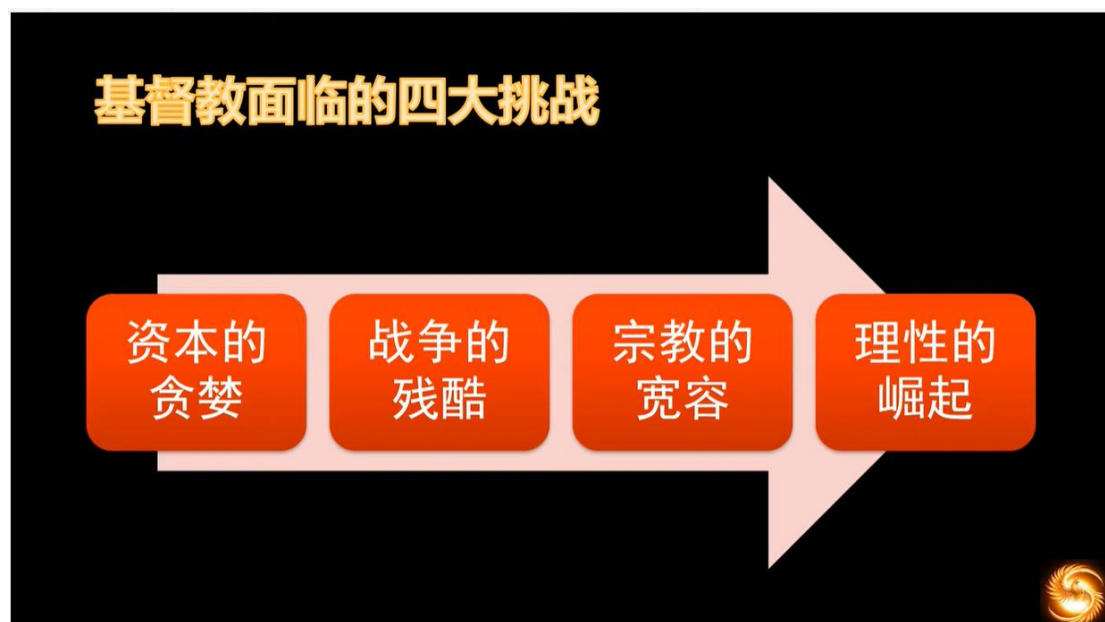 基督教面临的四大挑战
资本的
贪婪
战争的
残酷
宗教的
宽容
理性的
崛起